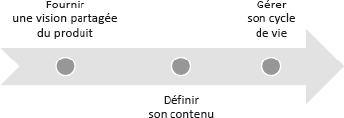 Fournir
une vision partagée
du produit
Définir
son contenu
Gérer
son cycle
de vie